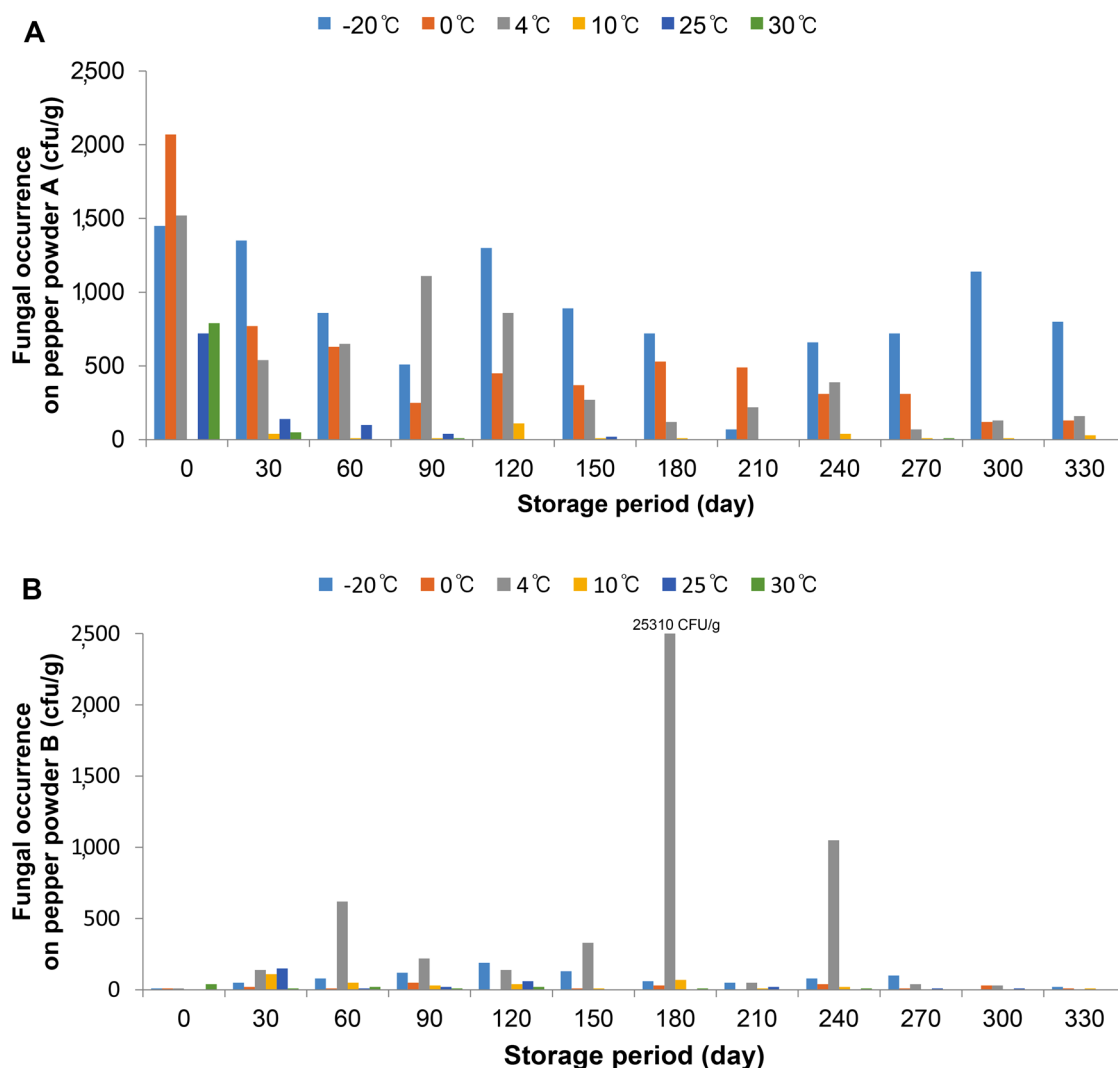 A
-20℃ 0℃ 4℃ 10℃ 25℃ 30℃
Fungal occurrence
on pepper powder A (cfu/g)
2,500
2,000
1,500
1,000
500
0
0 30 60 90 120 150 180 210 240 270 300 330
Storage period (day)
B
-20℃ 0℃ 4℃ 10℃ 25℃ 30℃
Fungal occurrence
on pepper powder B (cfu/g)
25310 CFU/g
2,500
2,000
1,500
1,000
500
0
0 30 60 90 120 150 180 210 240 270 300 330
Storage period (day)